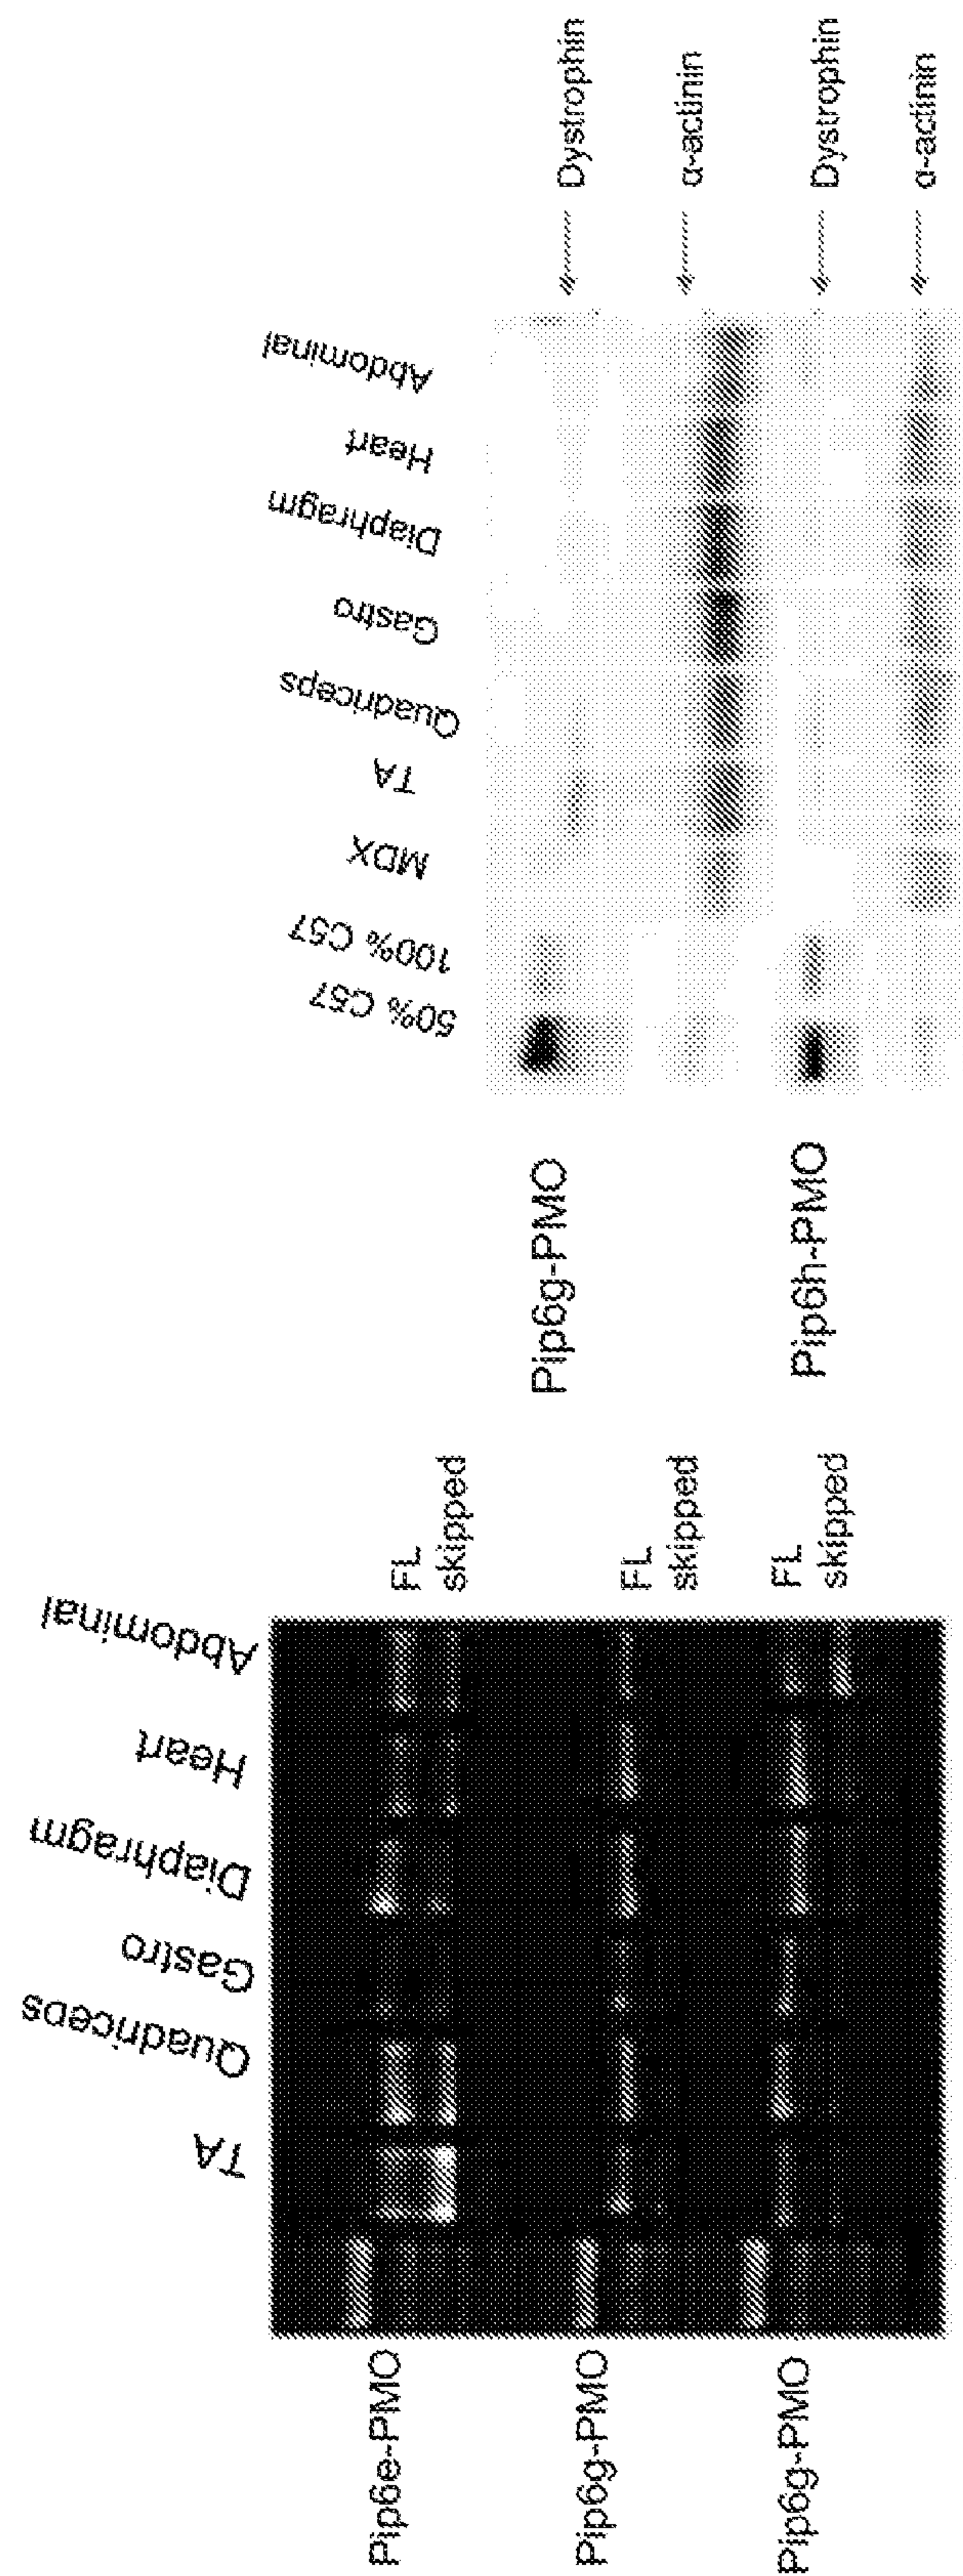 TA
Quadriceps
Gastro
Diaphragm
Heart
Abdominal
Pip6e-PMO
FL
skipped
Pip6g-PMO
FL
skipped
Pip6g-PMO
FL
skipped
50% C57
100% C57
MDX
TA
Quadriceps
Gastro
Diaphragm
Heart
Abdominal
Pip6g-PMO
Dystrophin
α-actinin
Pip6h-PMO
Dystrophin
α-actinin